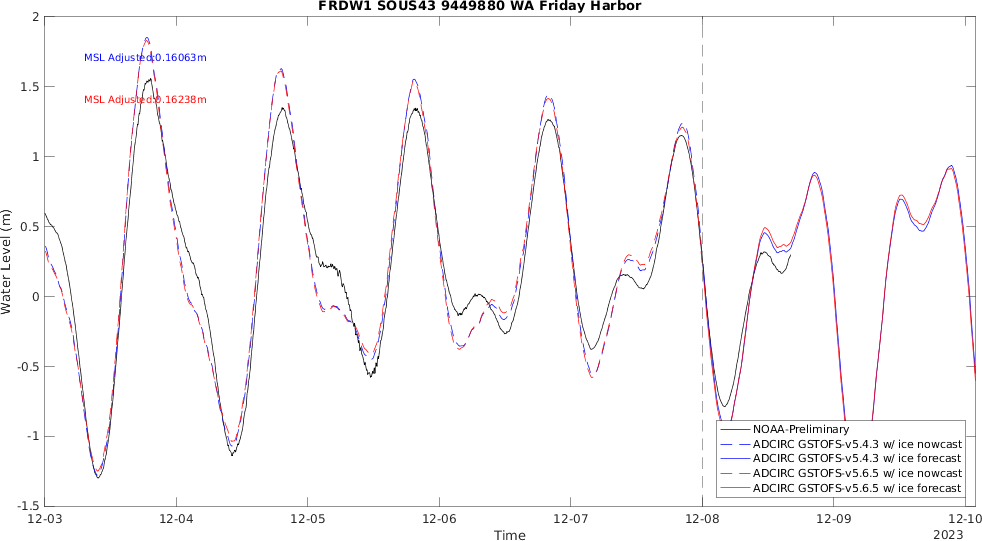 FRDW1 SOUS43 9449880 WA Friday Harbor
MSL Adjusted:0.16063m
MSL Adjusted:0.16238m
Water Level (m)
2
1.5
1
0.5
0
-0.5
-1
-1.5
NOAA-Preliminary
ADCIRC GSTOFS-v5.4.3 w/ ice nowcast
ADCIRC GSTOFS-v5.4.3 w/ ice forecast
ADCIRC GSTOFS-v5.6.5 w/ ice nowcast
ADCIRC GSTOFS-v5.6.5 w/ ice forecast
12-03 12-04 12-05 12-06 12-07 12-08 12-09 12-10
Time
2023